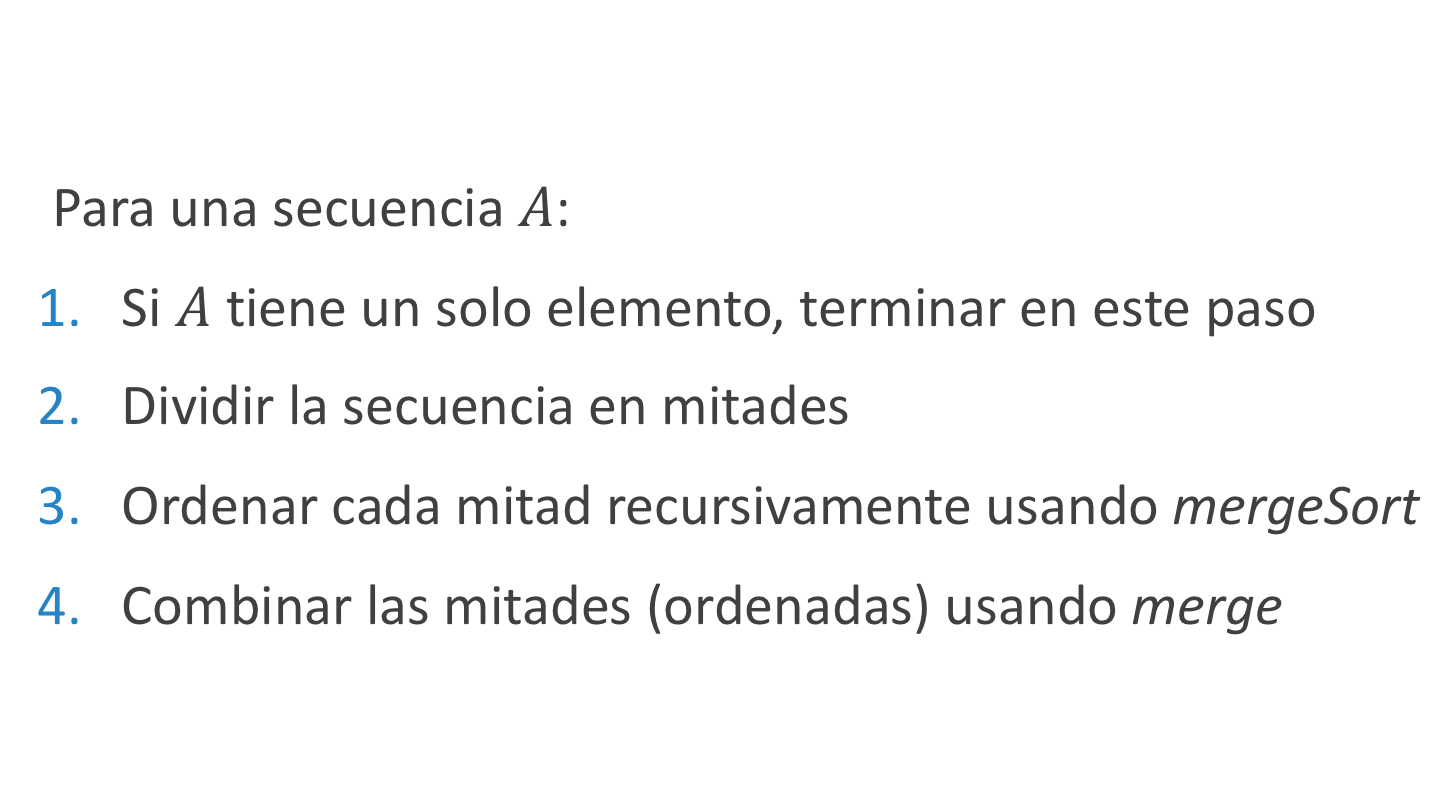 Para una secuencia A:
1. Si A tiene un solo elemento, terminar en este paso
2. Dividir la secuencia en mitades
3. Ordenar cada mitad recursivamente usando mergeSort
4. Combinar las mitades (ordenadas) usando merge